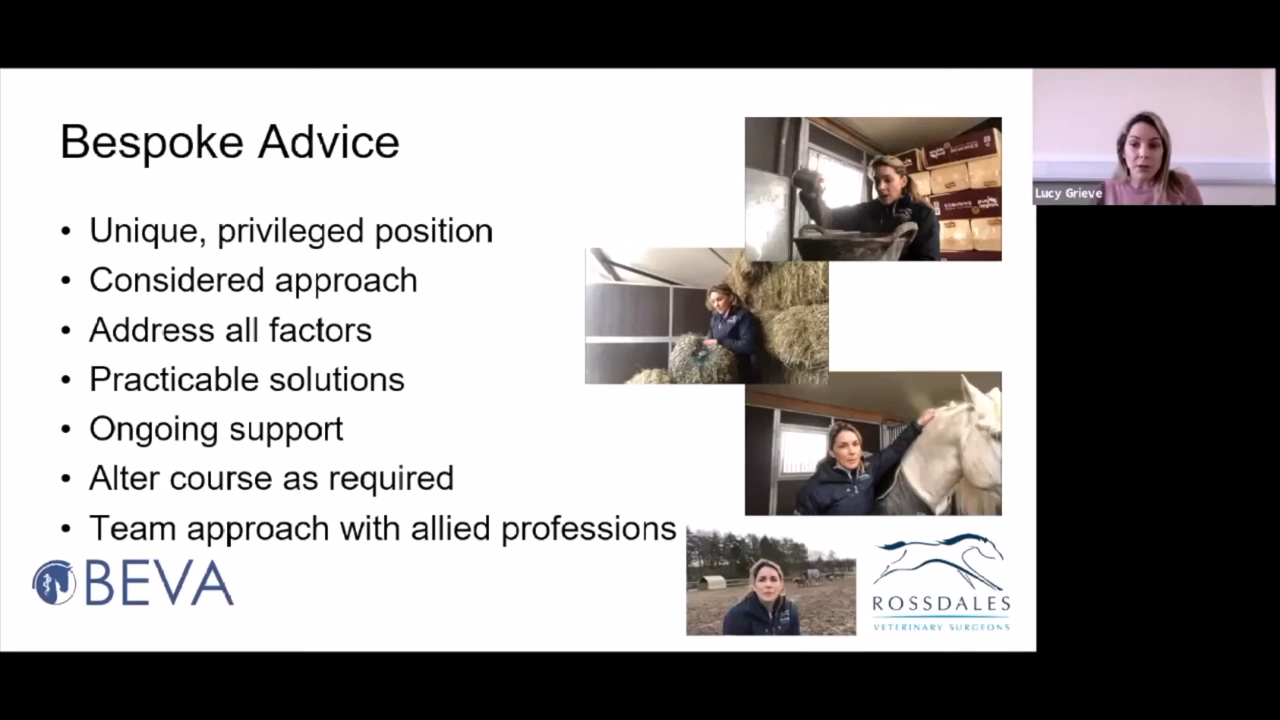 Bespoke Advice
• Unique, privileged position
• Considered approach
• Address all factors
• Practicable solutions
• Ongoing support
• Alter course as required
• Team approach with allied professions
BEVA
ROSSDALES
VETERINARY SURGEONS
Lucy Grieve